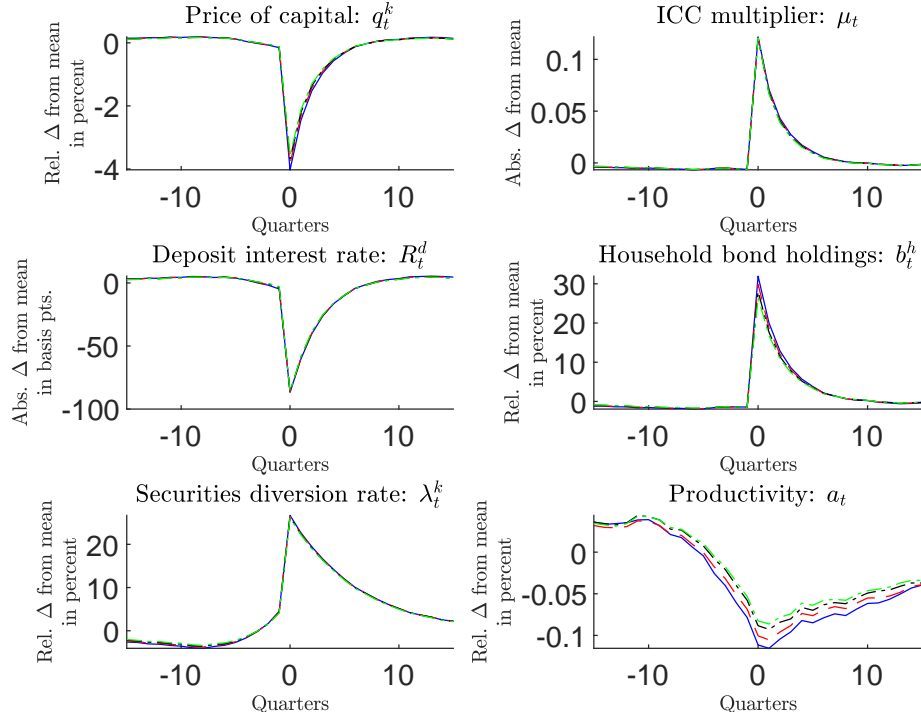 Price of capital: q_t^k
Rel. Δ from mean
in percent
0
-2
-4
-10
0
10
Quarters
ICC multiplier: μ_t
Abs. Δ from mean
0.1
0.05
0
-10
0
10
Quarters
Deposit interest rate: R_t^d
Abs. Δ from mean
in basis pts.
0
-50
-100
-10
0
10
Quarters
Household bond holdings: b_t^h
Rel. Δ from mean
in percent
30
20
10
0
-10
0
10
Quarters
Securities diversion rate: λ_t^k
Rel. Δ from mean
in percent
20
10
0
-10
0
10
Quarters
Productivity: a_t
Rel. Δ from mean
in percent
0
-0.05
-0.1
-10
0
10
Quarters